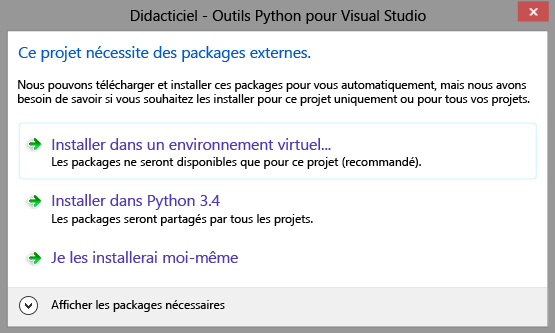 Didacticiel - Outils Python pour Visual Studio
Ce projet nécessite des packages externes.
Nous pouvons télécharger et installer ces packages pour vous automatiquement, mais nous avons
besoin de savoir si vous souhaitez les installer pour ce projet uniquement ou pour tous vos projets.
Installer dans un environnement virtuel...
Les packages ne seront disponibles que pour ce projet (recommandé).
Installer dans Python 3.4
Les packages seront partagés par tous les projets.
Je les installerai moi-même
Afficher les packages nécessaires